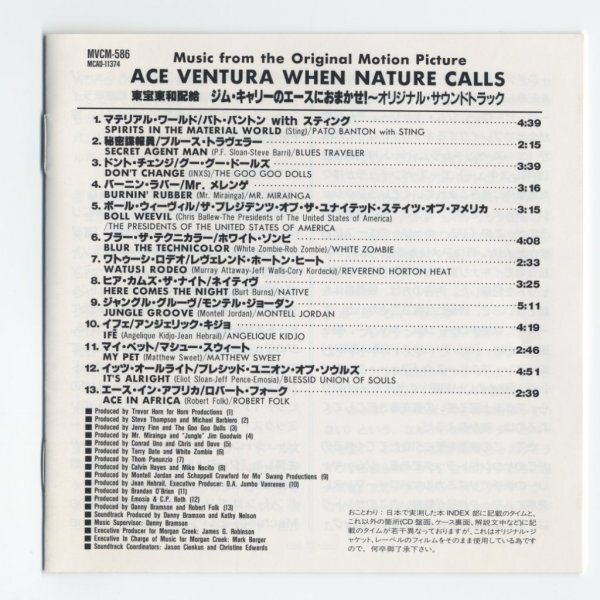 MVCM-586
MCAD-11374
Music from the Original Motion Picture
ACE VENTURA WHEN NATURE CALLS
東宝東和配給 ジム・キャリーのエースにおまかせ!〜オリジナル・サウンドトラック
1. マテリアル・ワールド/パト・バントン with スティング 4:39
SPIRITS IN THE MATERIAL WORLD (Sting)/PATO BANTON with STING
2. 秘密諜報員/ブルース・トラヴェラー 2:15
SECRET AGENT MAN (P.F. Sloan-Steve Barri)/BLUES TRAVELER
3. ドント・チェンジ/グー・グー・ドールズ 3:39
DON'T CHANGE (INXS)/THE GOO GOO DOLLS
4. バーニン・ラバー/Mr. メレンゲ 3:16
BURNIN' RUBBER (Mr. Mirainga)/MR. MIRAINGA
5. ボール・ウィーヴィル/ザ・プレジデンツ・オブ・ザ・ユナイテッド・ステイツ・オブ・アメリカ 3:15
BOLL WEEVIL (Chris Ballew-The Presidents of The United States of America)
/THE PRESIDENTS OF THE UNITED STATES OF AMERICA
6. ブラー・ザ・テクニカラー/ホワイト・ゾンビ 4:08
BLUR THE TECHNICOLOR (White Zombie-Rob Zombie)/WHITE ZOMBIE
7. ワトゥーシ・ロデオ/レヴェレンド・ホートン・ヒート 2:33
WATUSI RODEO (Murray Attaway-Jeff Walls-Cory Kordecki)/REVEREND HORTON HEAT
8. ヒア・カムズ・ザ・ナイト/ネイティヴ 3:25
HERE COMES THE NIGHT (Burt Burns)/NATIVE
9. ジャングル・グルーヴ/モンテル・ジョーダン 5:11
JUNGLE GROOVE (Montell Jordan)/MONTELL JORDAN
10. イフェ/アンジェリック・キジョ 4:19
IFÉ (Angelique Kidjo-Jean Hebrail)/ANGELIQUE KIDJO
11. マイ・ペット/マシュー・スウィート 2:46
MY PET (Matthew Sweet)/MATTHEW SWEET
12. イッツ・オールライト/ブレシッド・ユニオン・オブ・ソウルズ 4:51
IT'S ALRIGHT (Eliot Sloan-Jeff Pence-Emosia)/BLESSID UNION OF SOULS
13. エース・イン・アフリカ/ロバート・フォーク 2:39
ACE IN AFRICA (Robert Folk)/ROBERT FOLK
■ Produced by Trevor Horn for Horn Productions (1)
■ Produced by Steve Thompson and Michael Barbiero (2)
■ Produced by Jerry Finn and The Goo Goo Dolls (3)
■ Produced by Mr. Mirainga and "Jungle" Jim Goodwin (4)
■ Produced by Conrad Uno and Chris and Dave (5)
■ Produced by Terry Date and White Zombie (6)
■ Produced by Thom Panunzio (7)
■ Produced by Calvin Hayes and Mike Nocito (8)
■ Produced by Montell Jordan and Schappell Crawford for Mo' Swang Productions (9)
■ Produced by Jean Hebrail, Executive Producer: D.A. Jumbo Vanrenen (10)
■ Produced by Brendan O'Brien (11)
■ Produced by Emosia & C.P. Roth (12)
■ Produced by Danny Bramson and Robert Folk (13)
■ Soundtrack Produced by Danny Bramson and Kathy Nelson
■ Music Supervisor: Danny Bramson
■ Executive Producer for Morgan Creek: James G. Robinson
■ Executive in Charge of Music for Morgan Creek: Mark Berger
■ Soundtrack Coordinators: Jason Cienkus and Christine Edwards
おことわり:日本で実測した本INDEX 部に記載のタイムと、
これ以外の箇所(CD盤面、ケース裏面、解説文中など)に記
載のタイムが若干異なっておりますが、これはオリジナル・ジ
ャケット、レーベルのフィルムをそのまま使用している為です
ので、何卒御了承下さい。